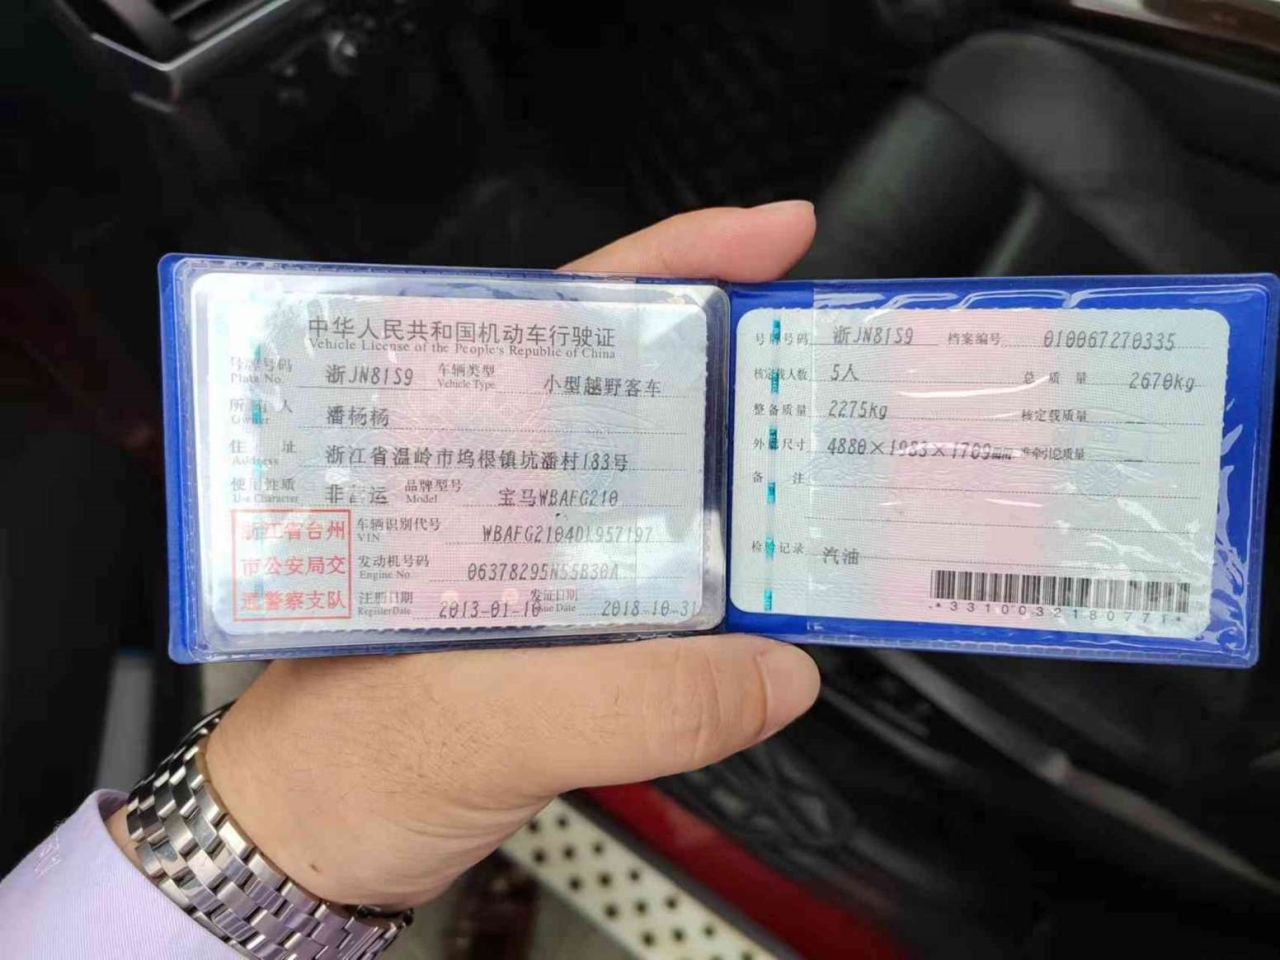 中华人民共和国机动车行驶证
Vehicle License of the People's Republic of China
号牌号码 浙JN81S9 车辆类型 小型越野客车
Plate No. Vehicle Type
所有人 潘杨杨
Owner
住址 浙江省温岭市坞根镇坑潘村183号
Address
使用性质 非营运 品牌型号 宝马WBAFG210
Use Character Model
浙江省台州
市公安局交
通警察支队
车辆识别代号 WBAFG2104DL957197
VIN
发动机号码 06378295N55B30A
Engine No.
注册日期 2013-01-10 发证日期 2018-10-31
Register Date Issue Date
号牌号码 浙JN81S9 档案编号 010067270335
核定载人数 5人 总质量 2670kg
整备质量 2275kg 核定载质量 --
外廓尺寸 4880×1983×1709mm 准牵引总质量 --
备注
检验记录 汽油
*3310032180771*